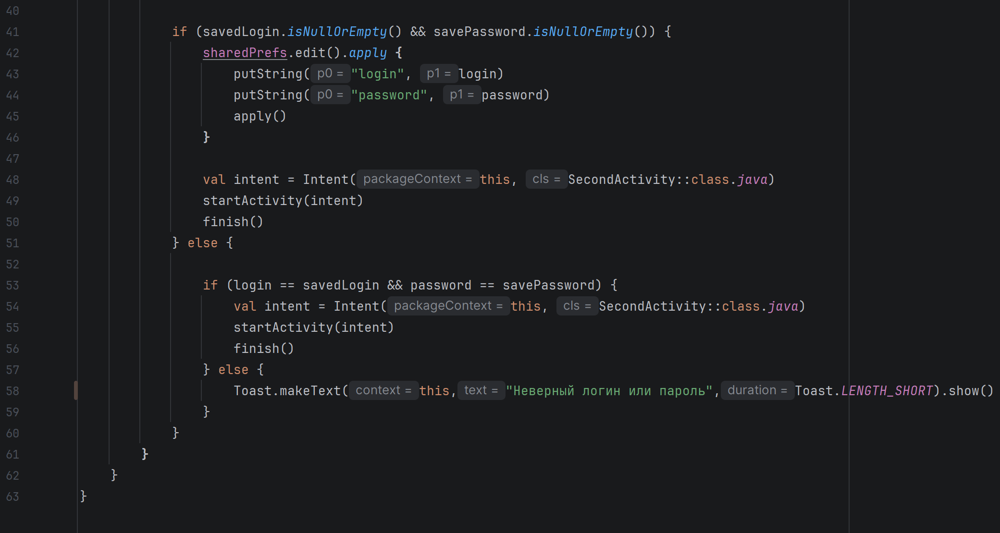 40
41 if (savedLogin.isNullOrEmpty() && savePassword.isNullOrEmpty()) {
42 sharedPrefs.edit().apply {
43 putString( p0 = "login", p1 = login)
44 putString( p0 = "password", p1 = password)
45 apply()
46 }
47
48 val intent = Intent( packageContext = this, cls = SecondActivity::class.java)
49 startActivity(intent)
50 finish()
51 } else {
52
53 if (login == savedLogin && password == savePassword) {
54 val intent = Intent( packageContext = this, cls = SecondActivity::class.java)
55 startActivity(intent)
56 finish()
57 } else {
58 Toast.makeText( context = this, text = "Неверный логин или пароль", duration = Toast.LENGTH_SHORT).show()
59 }
60 }
61 }
62 }
63 }